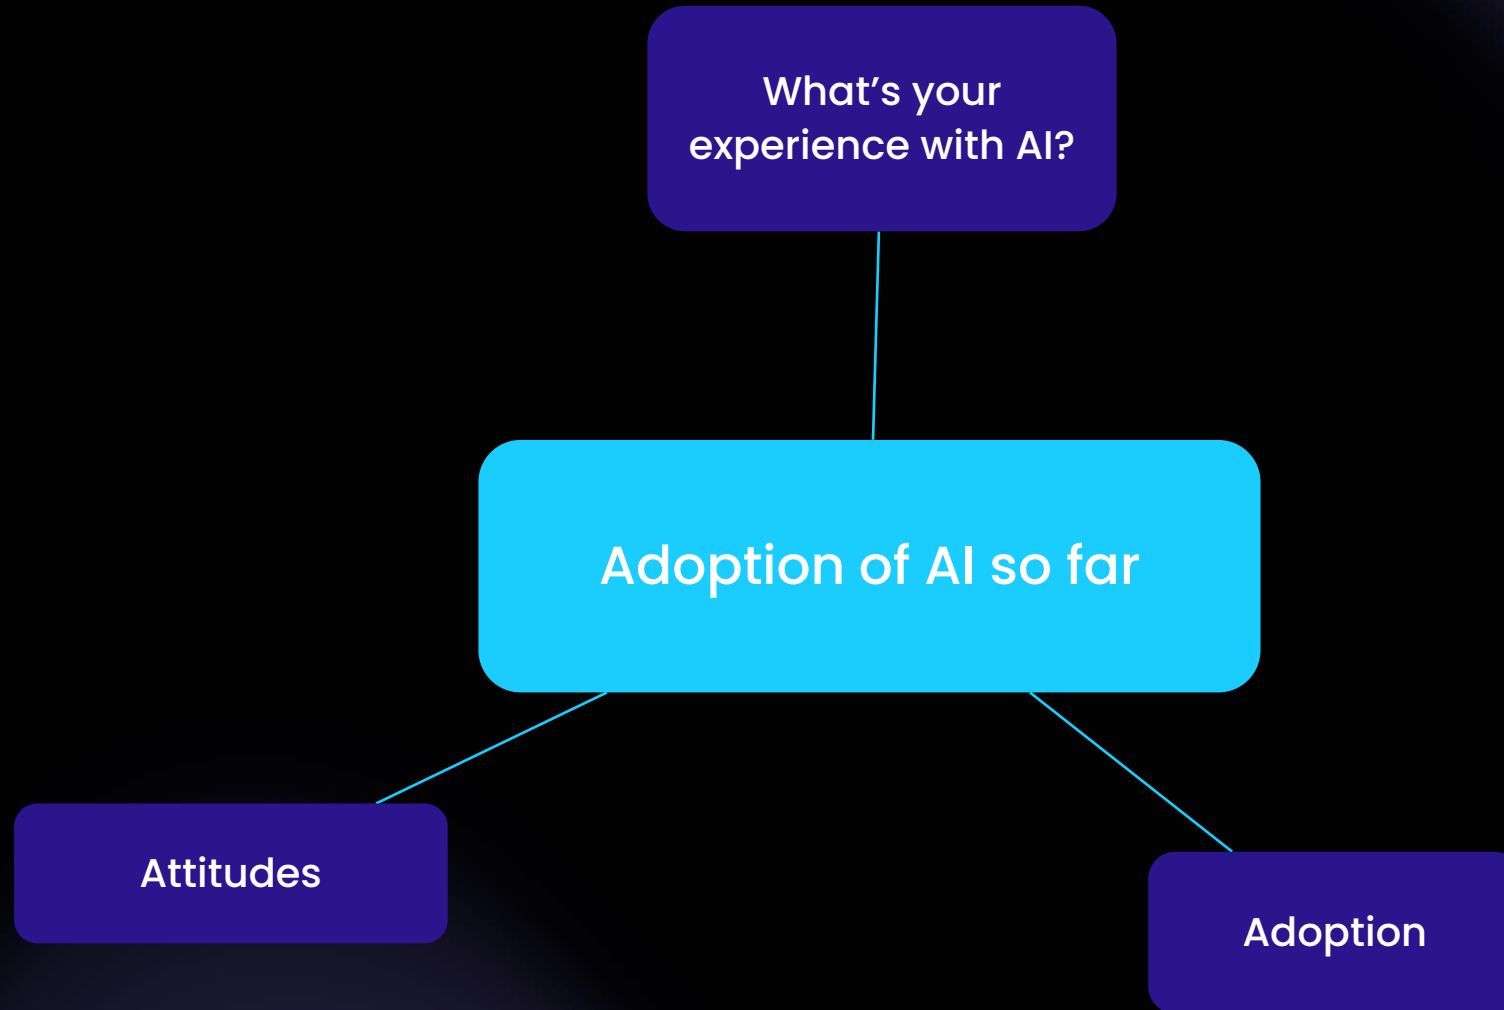 What’s your
experience with AI?
Adoption of AI so far
Attitudes
Adoption